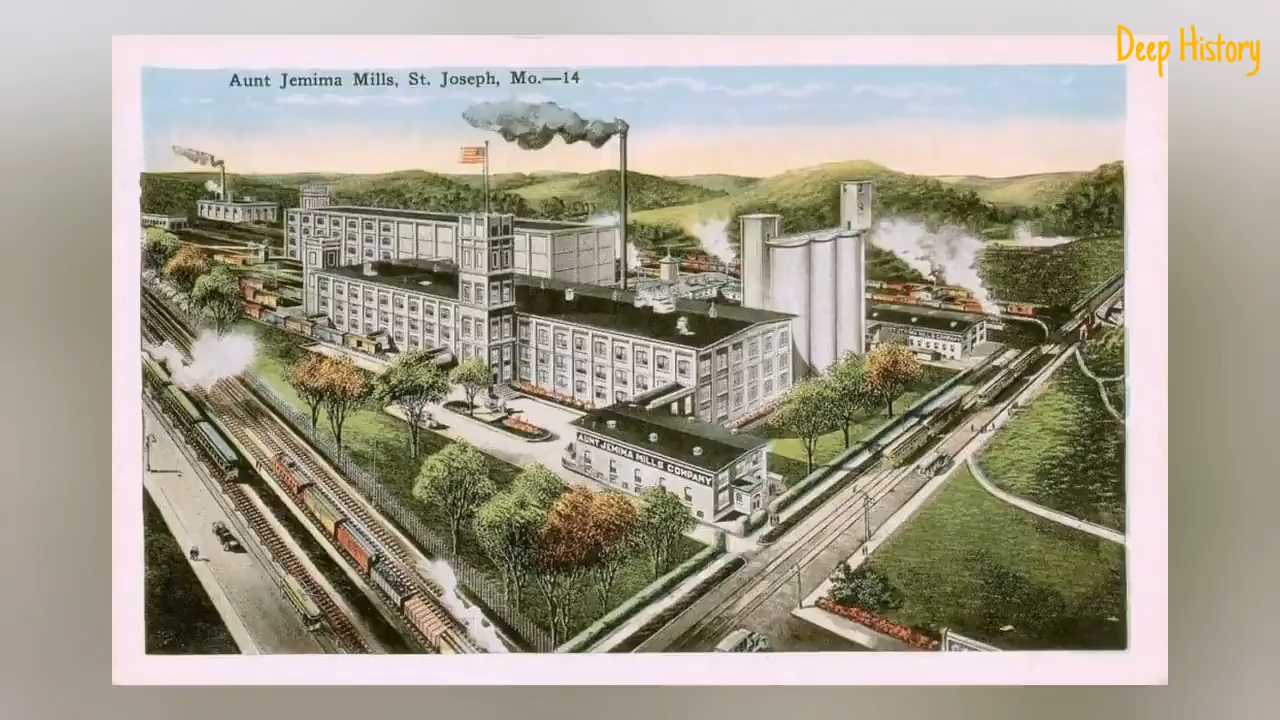 Deep History
Aunt Jemima Mills, St. Joseph, Mo.—14
AUNT JEMIMA MILLS COMPANY